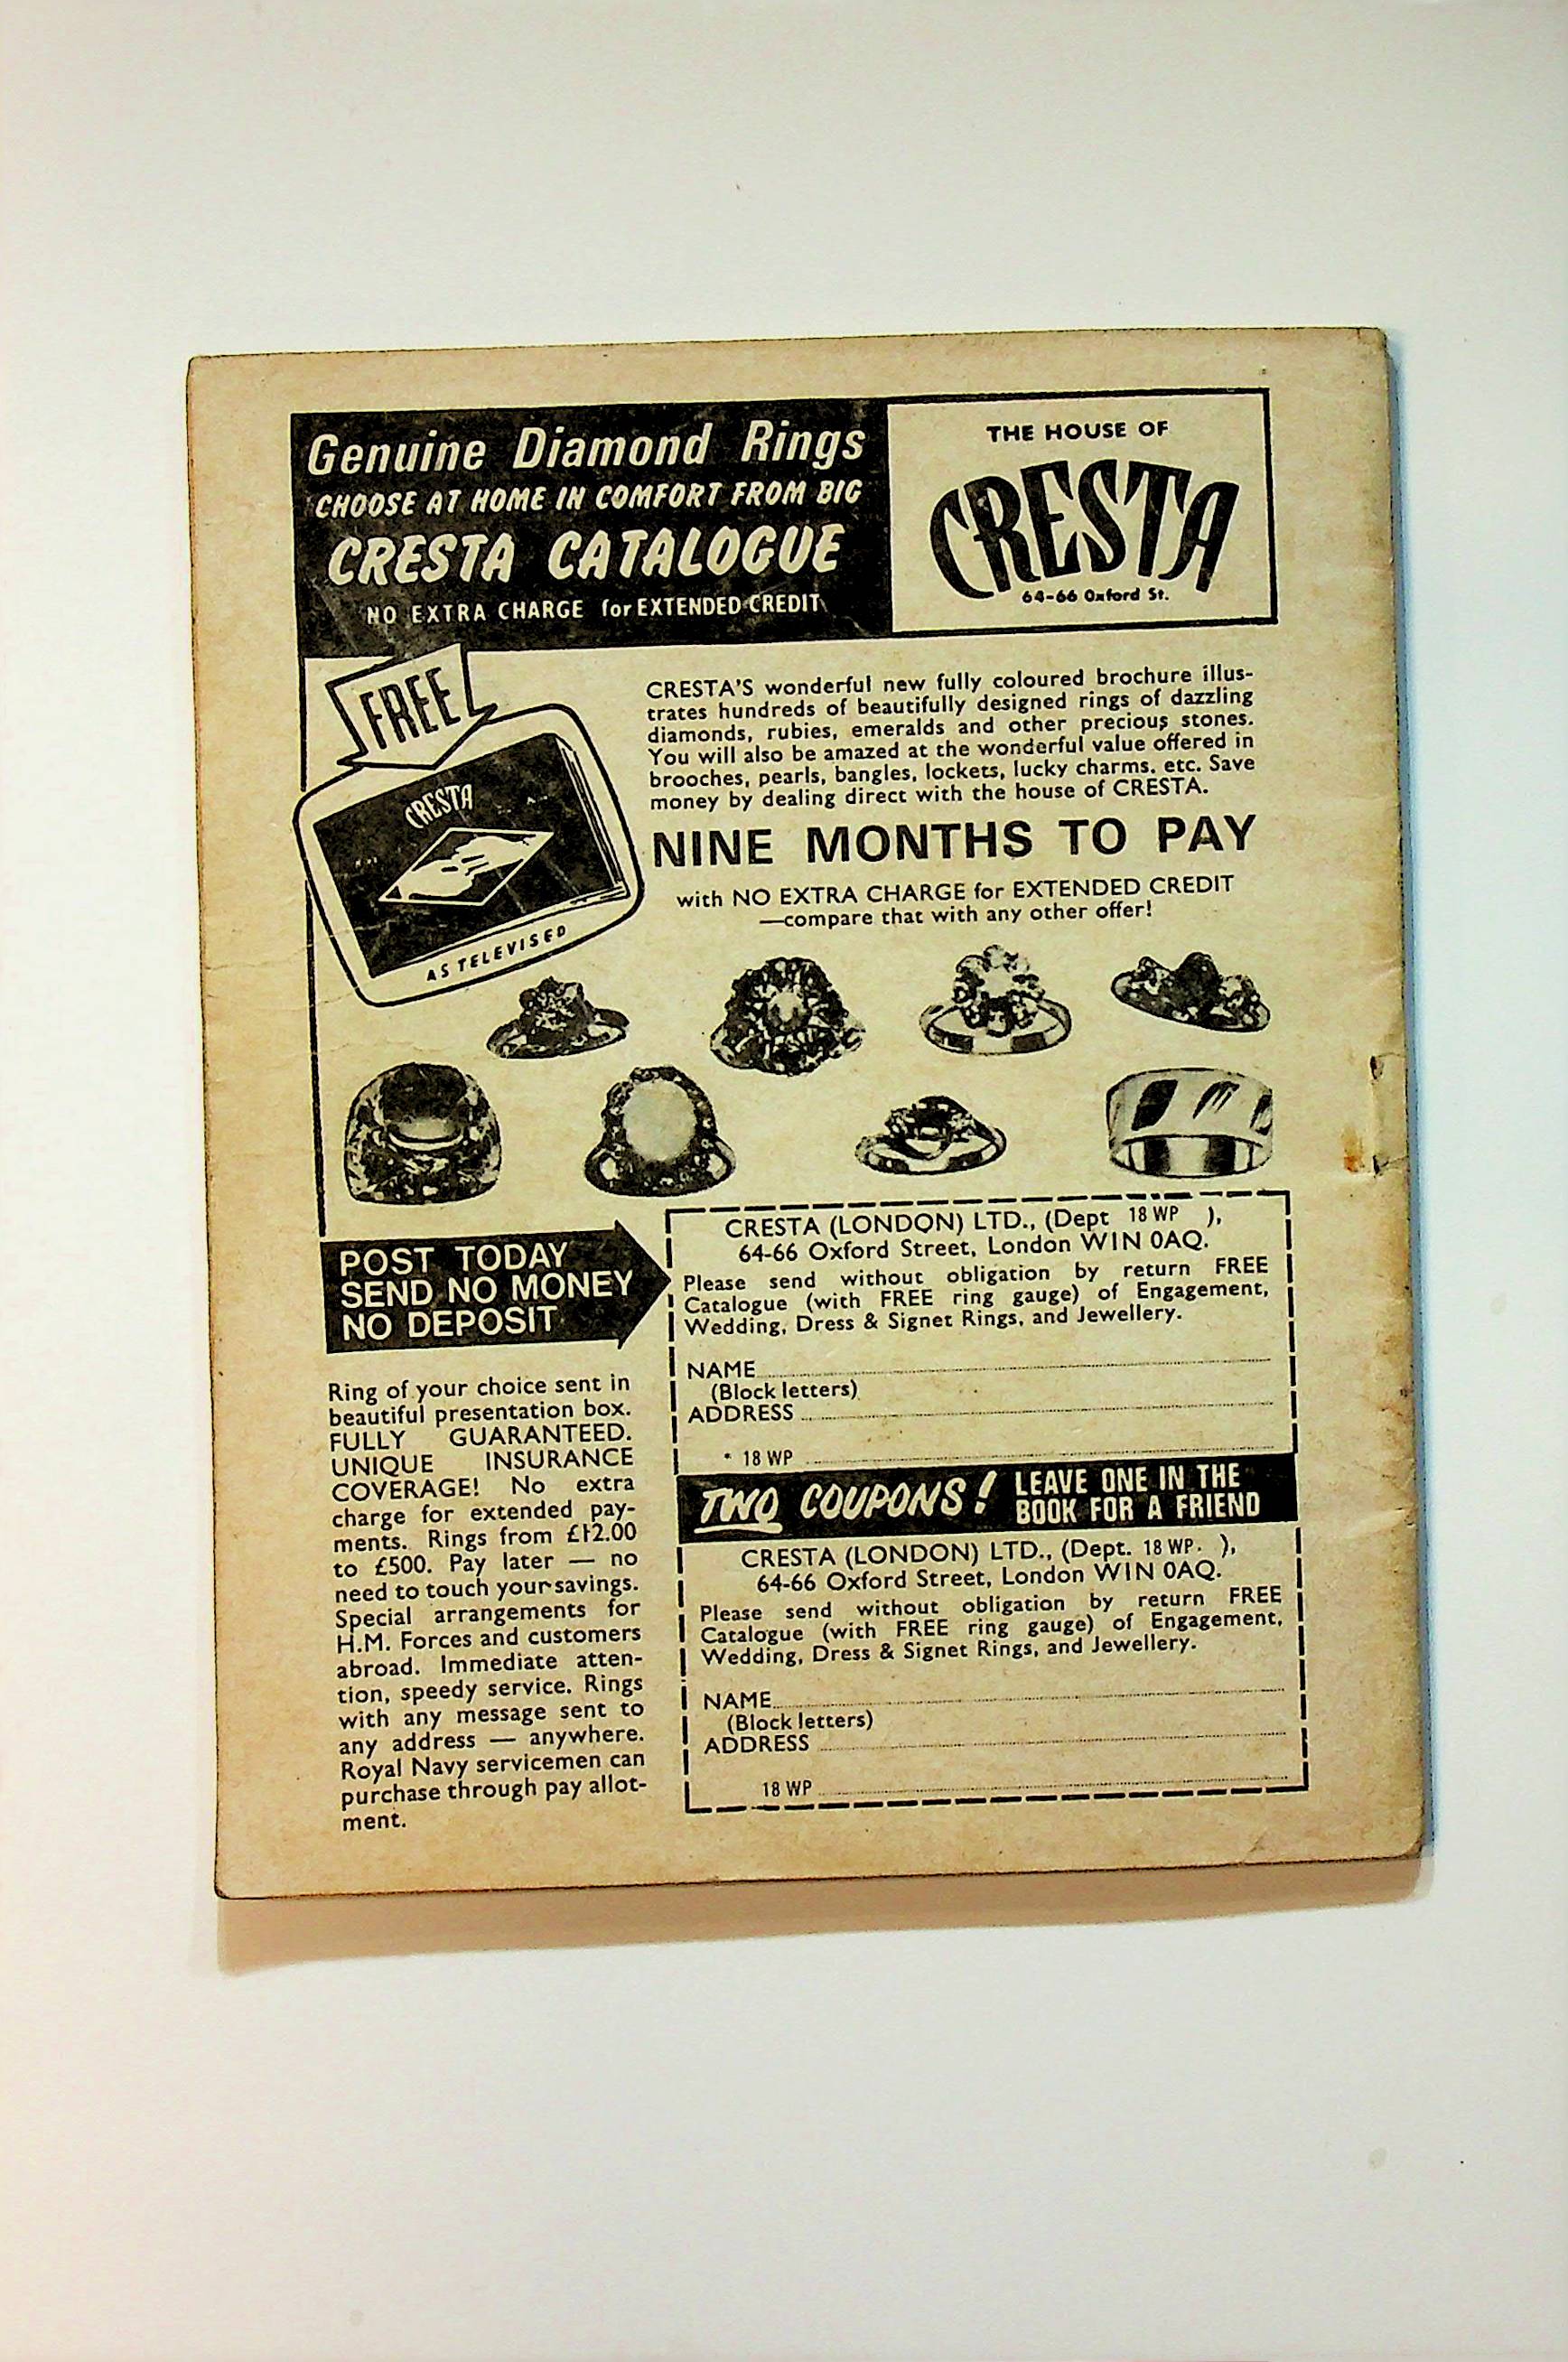 Genuine Diamond Rings
CHOOSE AT HOME IN COMFORT FROM BIG
CRESTA CATALOGUE
NO EXTRA CHARGE for EXTENDED CREDIT
THE HOUSE OF
CRESTA
64-66 Oxford St.
FREE
CRESTA
AS TELEVISED
CRESTA'S wonderful new fully coloured brochure illus-
trates hundreds of beautifully designed rings of dazzling
diamonds, rubies, emeralds and other precious stones.
You will also be amazed at the wonderful value offered in
brooches, pearls, bangles, lockets, lucky charms, etc. Save
money by dealing direct with the house of CRESTA.
NINE MONTHS TO PAY
with NO EXTRA CHARGE for EXTENDED CREDIT
—compare that with any other offer!
POST TODAY
SEND NO MONEY
NO DEPOSIT
Ring of your choice sent in
beautiful presentation box.
FULLY GUARANTEED.
UNIQUE INSURANCE
COVERAGE! No extra
charge for extended pay-
ments. Rings from £12.00
to £500. Pay later — no
need to touch your savings.
Special arrangements for
H.M. Forces and customers
abroad. Immediate atten-
tion, speedy service. Rings
with any message sent to
any address — anywhere.
Royal Navy servicemen can
purchase through pay allot-
ment.
CRESTA (LONDON) LTD., (Dept 18 WP ),
64-66 Oxford Street, London WIN 0AQ.
Please send without obligation by return FREE
Catalogue (with FREE ring gauge) of Engagement,
Wedding, Dress & Signet Rings, and Jewellery.
NAME
(Block letters)
ADDRESS
18 WP
TWO COUPONS! LEAVE ONE IN THE
BOOK FOR A FRIEND
CRESTA (LONDON) LTD., (Dept. 18 WP. ),
64-66 Oxford Street, London WIN 0AQ.
Please send without obligation by return FREE
Catalogue (with FREE ring gauge) of Engagement,
Wedding, Dress & Signet Rings, and Jewellery.
NAME
(Block letters)
ADDRESS
18 WP